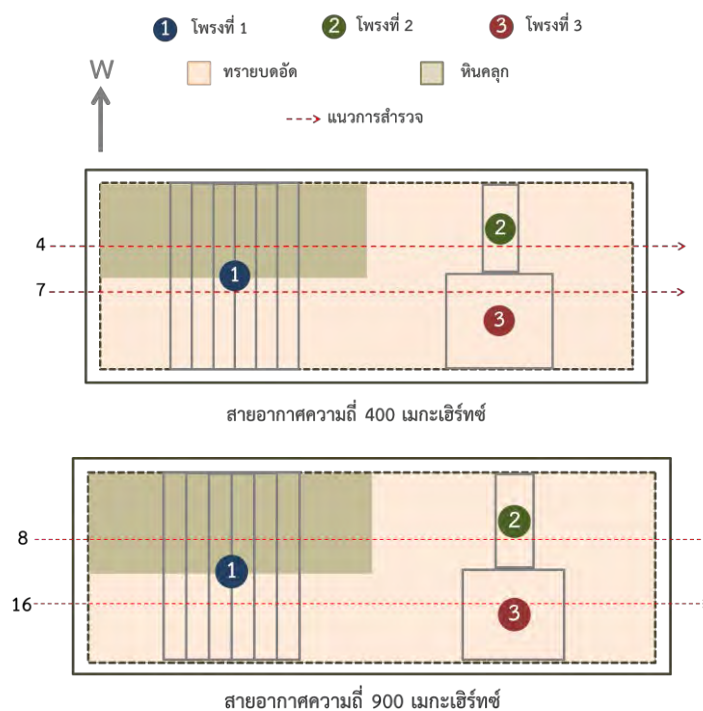 1 โพรงที่ 1 2 โพรงที่ 2 3 โพรงที่ 3
ทรายบดอัด หินคลุก
W
แนวการสำรวจ
2
4
1
7
3
สายอากาศความถี่ 400 เมกะเฮิร์ทซ์
2
8
1
16
3
สายอากาศความถี่ 900 เมกะเฮิร์ทซ์